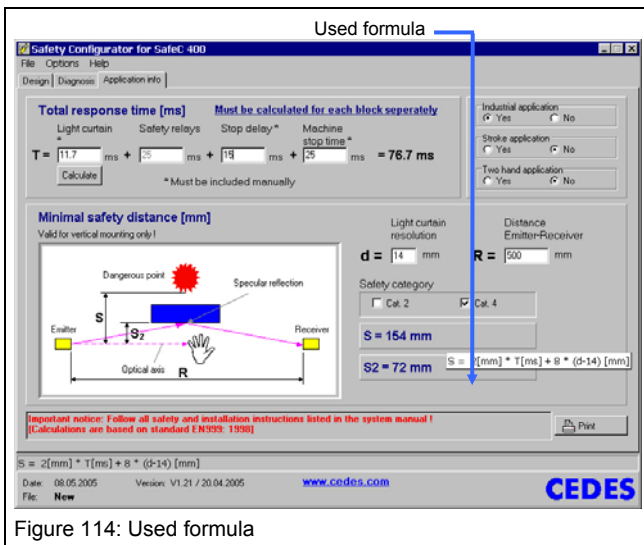 Used formula
Safety Configurator for SafeC 400
File Options Help
Design Diagnosis Application info
Total response time [ms] Must be calculated for each block seperately
Light curtain * Safety relays Stop delay * Machine stop time *
T = 11.7 ms + 25 ms + 15 ms + 25 ms = 76.7 ms
Calculate *Must be included manually
Industrial application
Yes No
Stroke application
Yes No
Two hand application
Yes No
Minimal safety distance [mm]
Valid for vertical mounting only !
Dangerous point
Specular reflection
S
S2
Emitter
Receiver
Optical axis
R
Light curtain resolution
Distance Emitter-Receiver
d = 14 mm R = 500 mm
Safety category
Cat. 2 Cat. 4
S = 154 mm
S2 = 72 mm
S = 2[mm] * T[ms] + 8 * (d-14) [mm]
Important notice: Follow all safety and installation instructions listed in the system manual !
[Calculations are based on standard EN999: 1998]
Print
S = 2[mm] * T[ms] + 8 * (d-14) [mm]
Date: 08.05.2005 Version: V1.21 / 20.04.2005 www.cedes.com
File: New
CEDES
Figure 114: Used formula